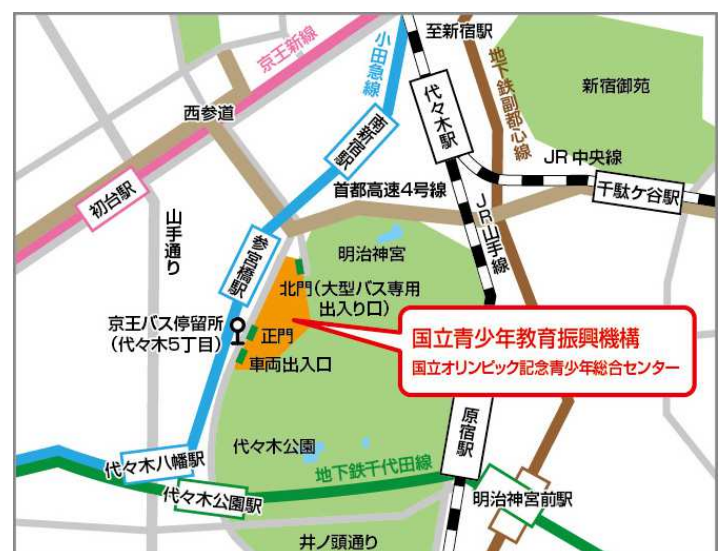 至新宿駅
京王新線
小田急線
地下鉄副都心線
新宿御苑
代々木駅
西参道
南新宿駅
JR中央線
千駄ケ谷駅
首都高速4号線
初台駅
山手通り
JR山手線
参宮橋駅
明治神宮
北門(大型バス専用
出入り口)
京王バス停留所
(代々木5丁目)
正門
車両出入口
国立青少年教育振興機構
国立オリンピック記念青少年総合センター
原宿駅
代々木公園
代々木八幡駅
地下鉄千代田線
代々木公園駅
明治神宮前駅
井ノ頭通り